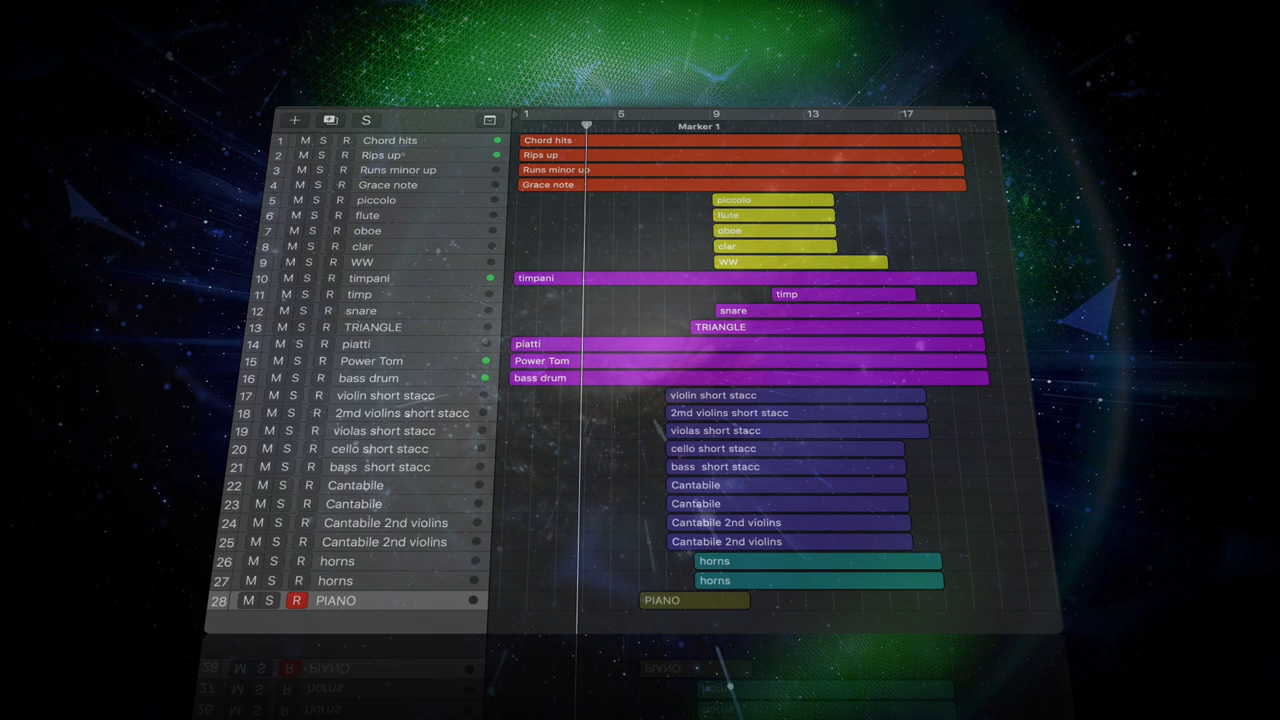 + S 1 5 9 13 17
Marker 1
1 M S R Chord hits Chord hits
2 M S R Rips up Rips up
3 M S R Runs minor up Runs minor up
4 M S R Grace note Grace note
5 M S R piccolo piccolo
6 M S R flute flute
7 M S R oboe oboe
8 M S R clar clar
9 M S R WW WW
10 M S R timpani timpani
11 M S R timp timp
12 M S R snare snare
13 M S R TRIANGLE TRIANGLE
14 M S R piatti piatti
15 M S R Power Tom Power Tom
16 M S R bass drum bass drum
17 M S R violin short stacc violin short stacc
18 M S R 2md violins short stacc 2md violins short stacc
19 M S R violas short stacc violas short stacc
20 M S R cello short stacc cello short stacc
21 M S R bass short stacc bass short stacc
22 M S R Cantabile Cantabile
23 M S R Cantabile Cantabile
24 M S R Cantabile 2nd violins Cantabile 2nd violins
25 M S R Cantabile 2nd violins Cantabile 2nd violins
26 M S R horns horns
27 M S R horns horns
28 M S R PIANO PIANO